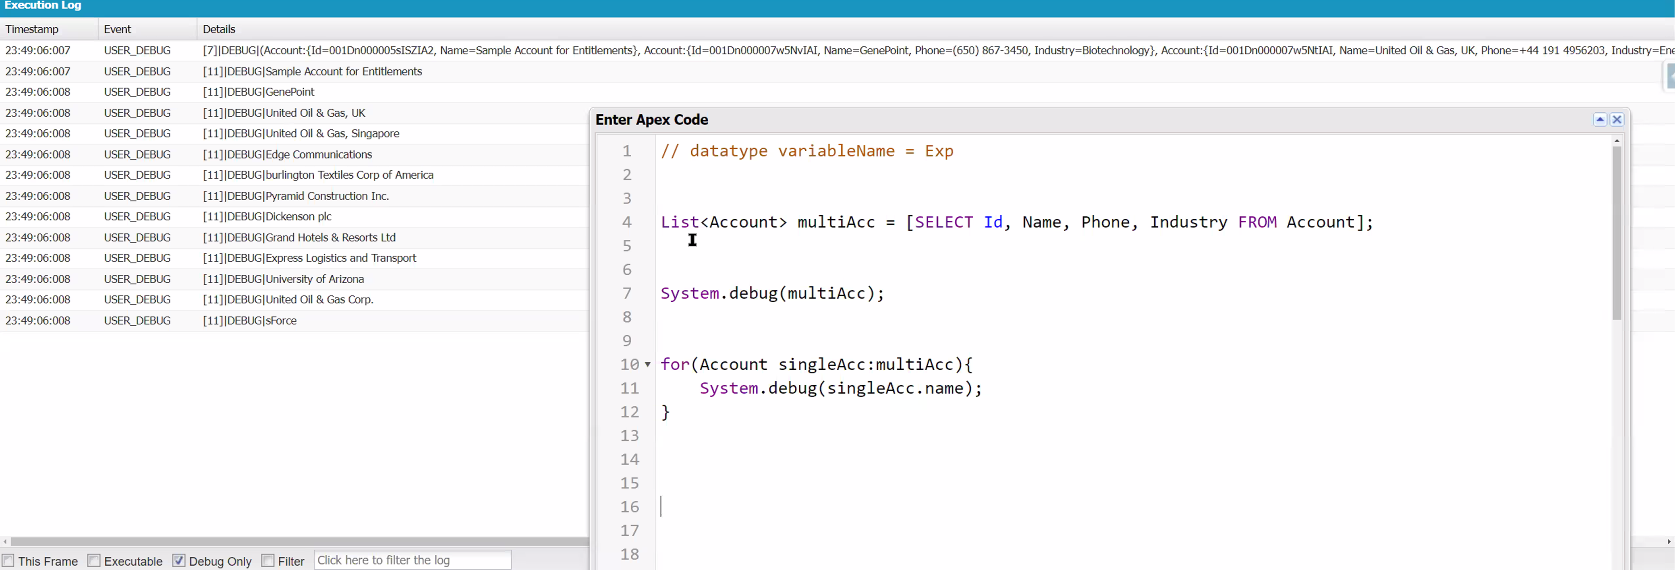 Execution Log
Timestamp Event Details
23:49:06:007 USER_DEBUG [7]|DEBUG|(Account:{Id=001Dn000005sISZIA2, Name=Sample Account for Entitlements}, Account:{Id=001Dn000007w5NvIAI, Name=GenePoint, Phone=(650) 867-3450, Industry=Biotechnology}, Account:{Id=001Dn000007w5NtIAI, Name=United Oil & Gas, UK, Phone=+44 191 4956203, Industry=Ene
23:49:06:007 USER_DEBUG [11]|DEBUG|Sample Account for Entitlements
23:49:06:008 USER_DEBUG [11]|DEBUG|GenePoint
23:49:06:008 USER_DEBUG [11]|DEBUG|United Oil & Gas, UK
23:49:06:008 USER_DEBUG [11]|DEBUG|United Oil & Gas, Singapore
23:49:06:008 USER_DEBUG [11]|DEBUG|Edge Communications
23:49:06:008 USER_DEBUG [11]|DEBUG|burlington Textiles Corp of America
23:49:06:008 USER_DEBUG [11]|DEBUG|Pyramid Construction Inc.
23:49:06:008 USER_DEBUG [11]|DEBUG|Dickenson plc
23:49:06:008 USER_DEBUG [11]|DEBUG|Grand Hotels & Resorts Ltd
23:49:06:008 USER_DEBUG [11]|DEBUG|Express Logistics and Transport
23:49:06:008 USER_DEBUG [11]|DEBUG|University of Arizona
23:49:06:008 USER_DEBUG [11]|DEBUG|United Oil & Gas Corp.
23:49:06:008 USER_DEBUG [11]|DEBUG|sForce
This Frame Executable Debug Only Filter Click here to filter the log
Enter Apex Code
1 // datatype variableName = Exp
2
3
4 List<Account> multiAcc = [SELECT Id, Name, Phone, Industry FROM Account];
5
6
7 System.debug(multiAcc);
8
9
10 for(Account singleAcc:multiAcc){
11 System.debug(singleAcc.name);
12 }
13
14
15
16
17
18